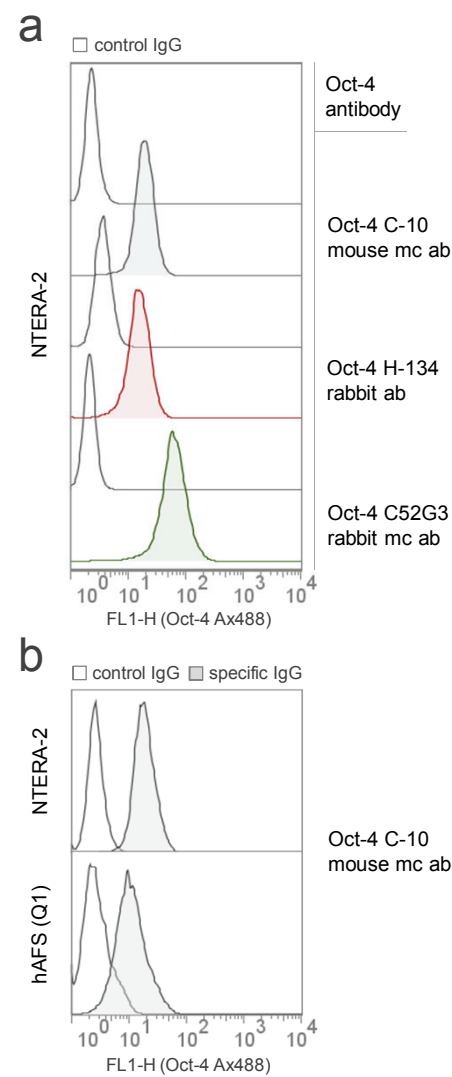 a
control IgG
Oct-4
antibody
Oct-4 C-10
mouse mc ab
NTERA-2
Oct-4 H-134
rabbit ab
Oct-4 C52G3
rabbit mc ab
10^0 10^1 10^2 10^3 10^4
FL1-H (Oct-4 Ax488)
b
control IgG specific IgG
NTERA-2
Oct-4 C-10
mouse mc ab
hAFS (Q1)
10^0 10^1 10^2 10^3 10^4
FL1-H (Oct-4 Ax488)